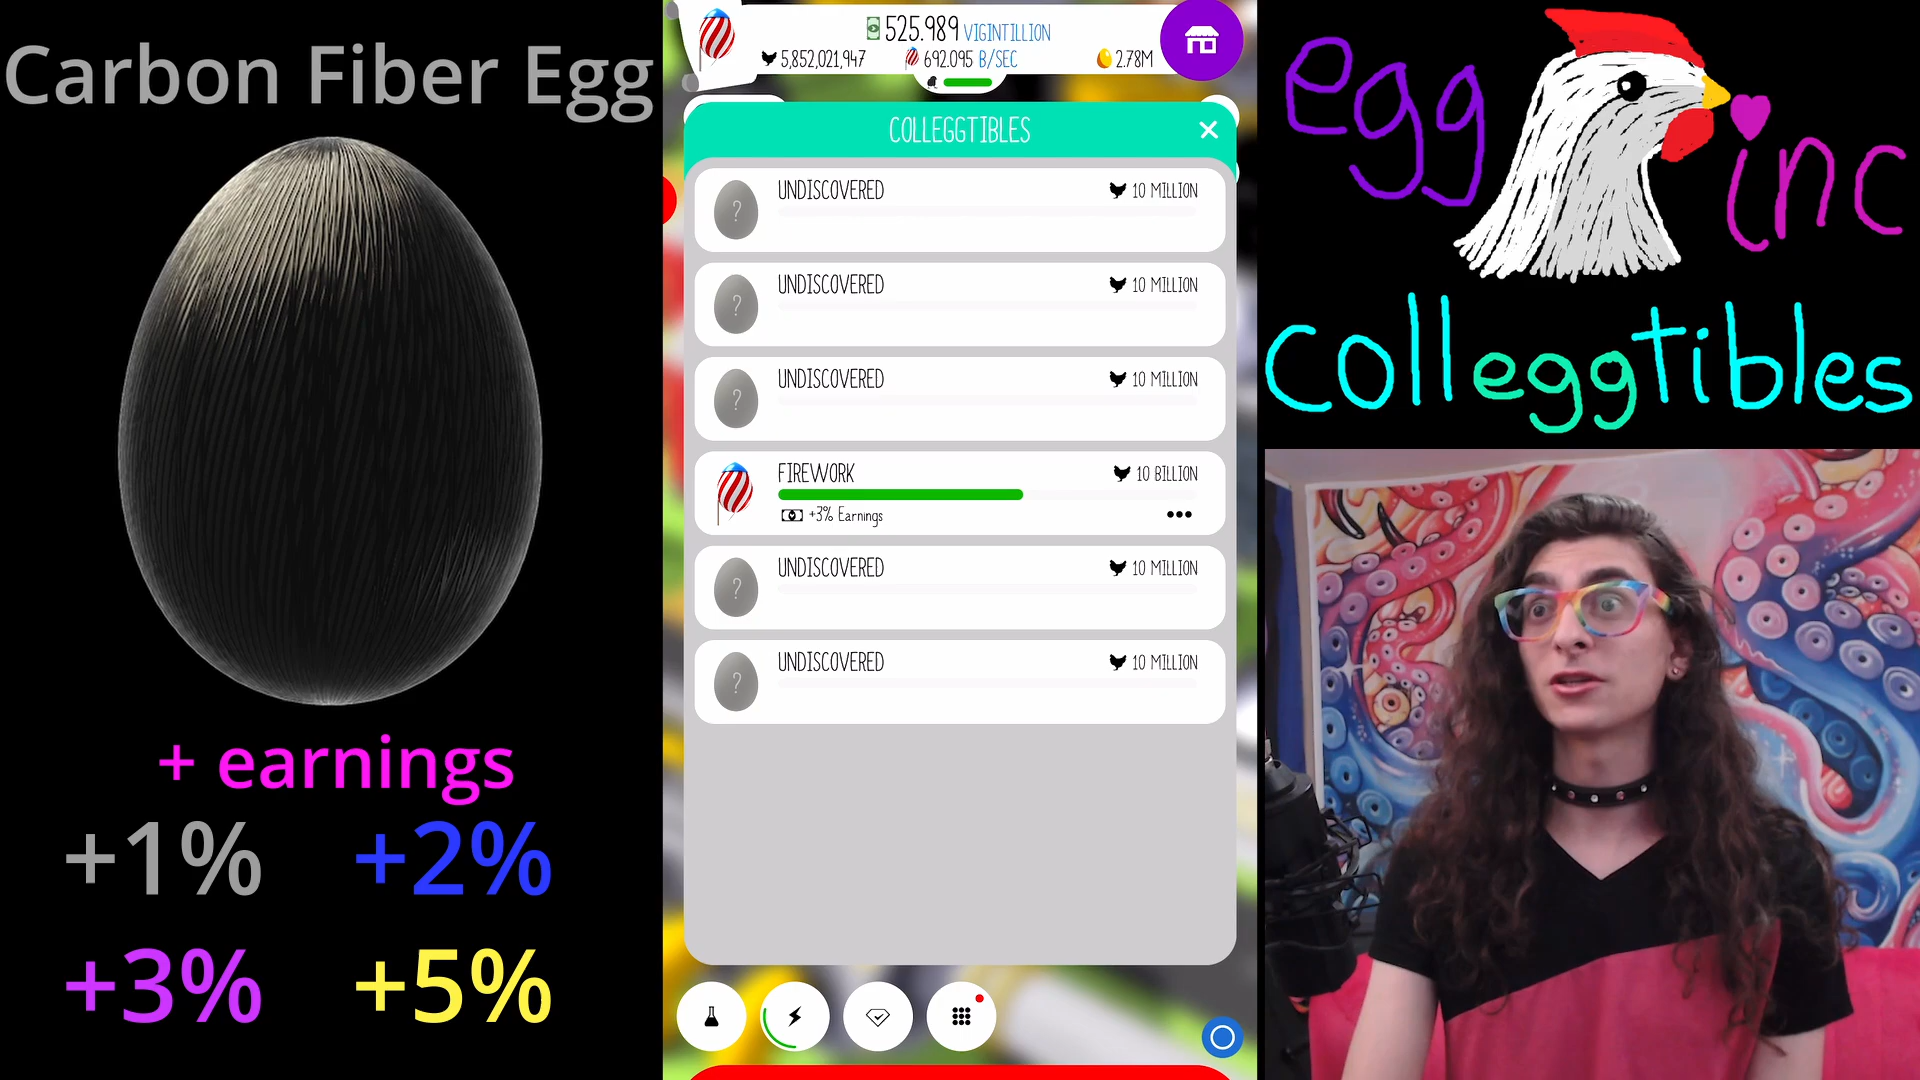 Carbon Fiber Egg
+ earnings
+1% +2%
+3% +5%
525.989 VIGINTILLION
5,852,021,947 692.095 B/SEC 2.78M
COLLEGGTIBLES
UNDISCOVERED 10 MILLION
?
UNDISCOVERED 10 MILLION
?
UNDISCOVERED 10 MILLION
?
FIREWORK 10 BILLION
+3% Earnings
UNDISCOVERED 10 MILLION
?
UNDISCOVERED 10 MILLION
?
egg inc
colleggtibles